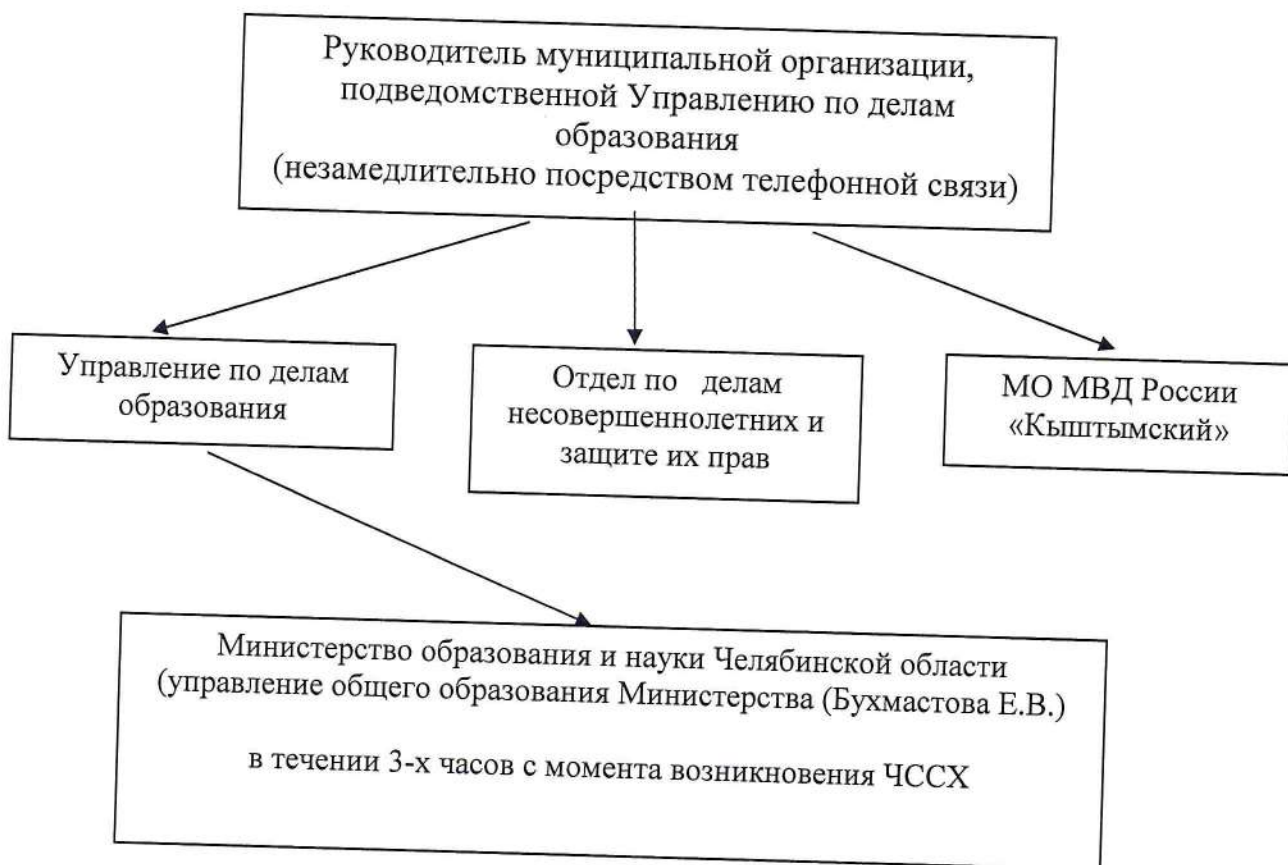 Руководитель муниципальной организации,
подведомственной Управлению по делам
образования
(незамедлительно посредством телефонной связи)
Управление по делам
образования
Отдел по делам
несовершеннолетних и
защите их прав
МО МВД России
«Кыштымский»
Министерство образования и науки Челябинской области
(управление общего образования Министерства (Бухмастова Е.В.)
в течении 3-х часов с момента возникновения ЧССХ